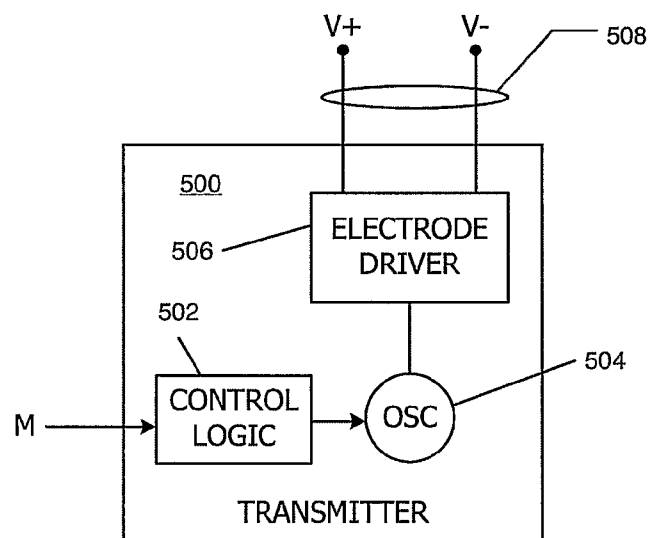 V+ V-
508
500
506
ELECTRODE
DRIVER
502
504
CONTROL
LOGIC
OSC
M
TRANSMITTER